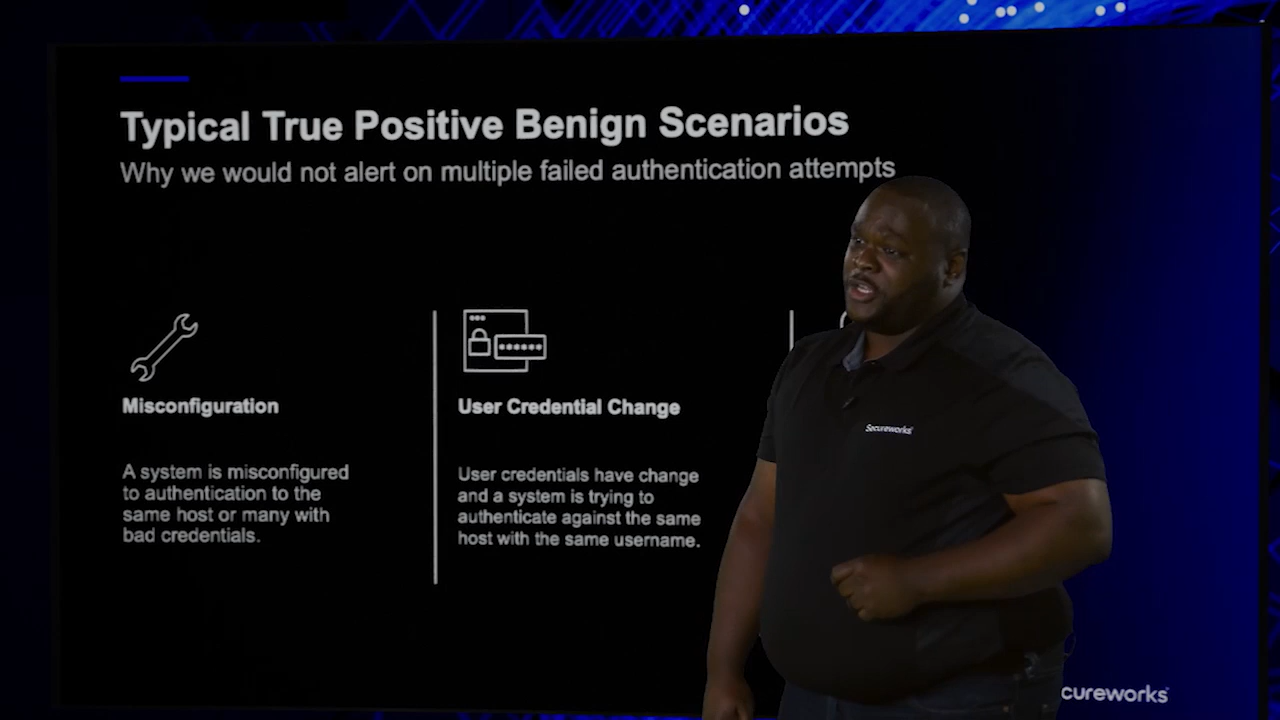 Typical True Positive Benign Scenarios
Why we would not alert on multiple failed authentication attempts
Misconfiguration
A system is misconfigured
to authentication to the
same host or many with
bad credentials.
User Credential Change
User credentials have change
and a system is trying to
authenticate against the same
host with the same username.
Secureworks
cureworks